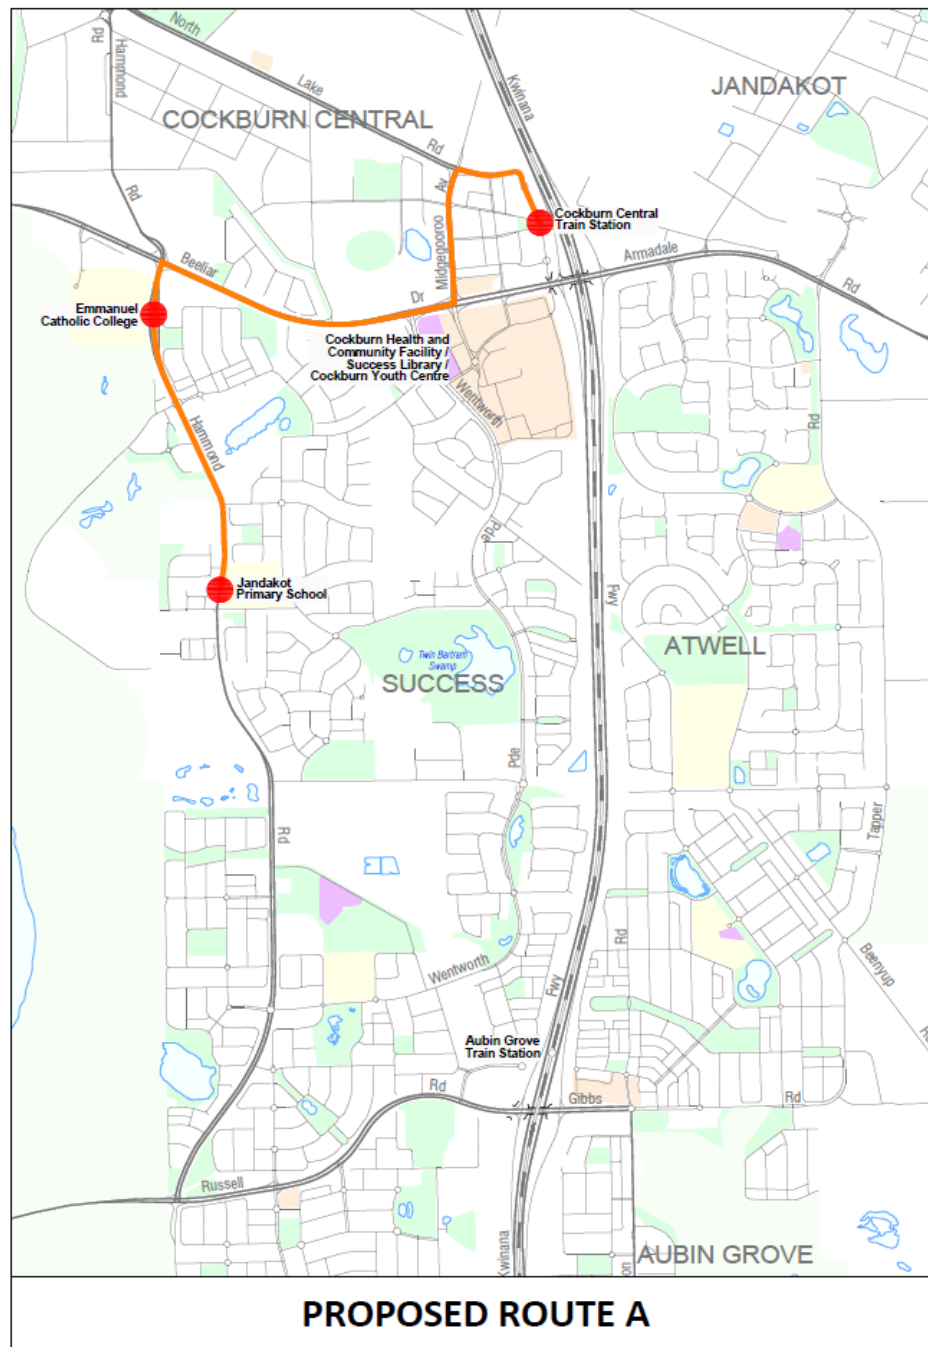 North
Rd
Hammond
Lake
Kwinana
JANDAKOT
COCKBURN CENTRAL
Rd
Rd
Av
Cockburn Central
Train Station
Midgegooroo
Beeliar
Armadale
Rd
Dr
Emmanuel
Catholic College
Cockburn Health and
Community Facility /
Success Library /
Cockburn Youth Centre
Wentworth
Hammond
Rd
Pde
Jandakot
Primary School
Fwy
ATWELL
Twin Bartram
Swamp
SUCCESS
Pde
Rd
Tapper
Rd
Beenyup
Wentworth
Fwy
Aubin Grove
Train Station
Rd
Gibbs
Rd
Russell
Kwinana
AUBIN GROVE
PROPOSED ROUTE A